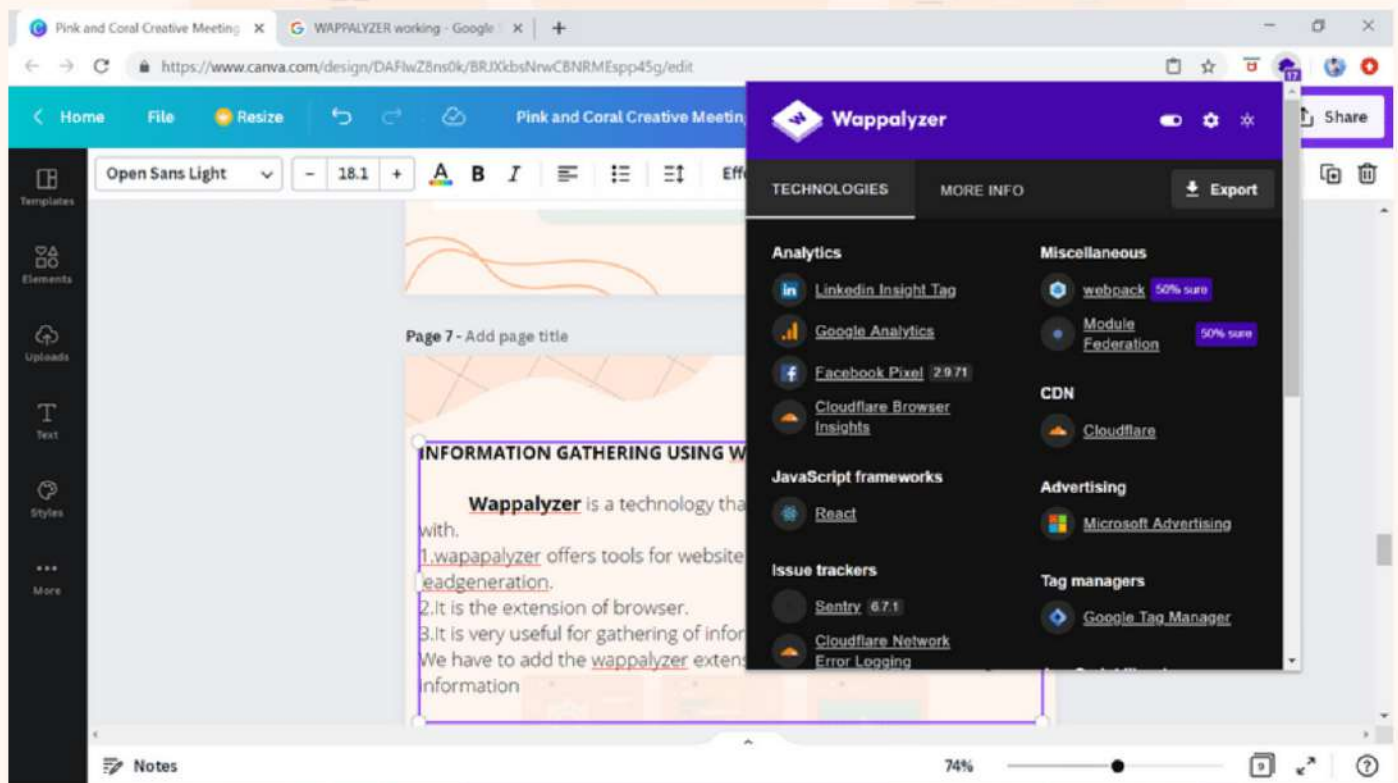 Pink and Coral Creative Meeting
WAPPALYZER working - Google
https://www.canva.com/design/DAFlwZ8ns0k/BRJXkbsNrwC8NRMEspp45g/edit
17
Home File Resize Pink and Coral Creative Meetin
Share
Open Sans Light - 18.1 + A B I Eff
Templates
Elements
Uploads
Text
Styles
More
Page 7 - Add page title
INFORMATION GATHERING USING W
Wappalyzer is a technology tha
with.
1.wapapalyzer offers tools for website
leadgeneration.
2.It is the extension of browser.
3.It is very useful for gathering of infor
We have to add the wappalyzer extens
information
Wappalyzer
TECHNOLOGIES MORE INFO Export
Analytics
Linkedin Insight Tag
Google Analytics
Facebook Pixel 2.9.71
Cloudflare Browser
Insights
JavaScript frameworks
React
Issue trackers
Sentry 6.7.1
Cloudflare Network
Error Logging
Miscellaneous
webpack 50% sure
Module
Federation 50% sure
CDN
Cloudflare
Advertising
Microsoft Advertising
Tag managers
Google Tag Manager
Notes
74%
9